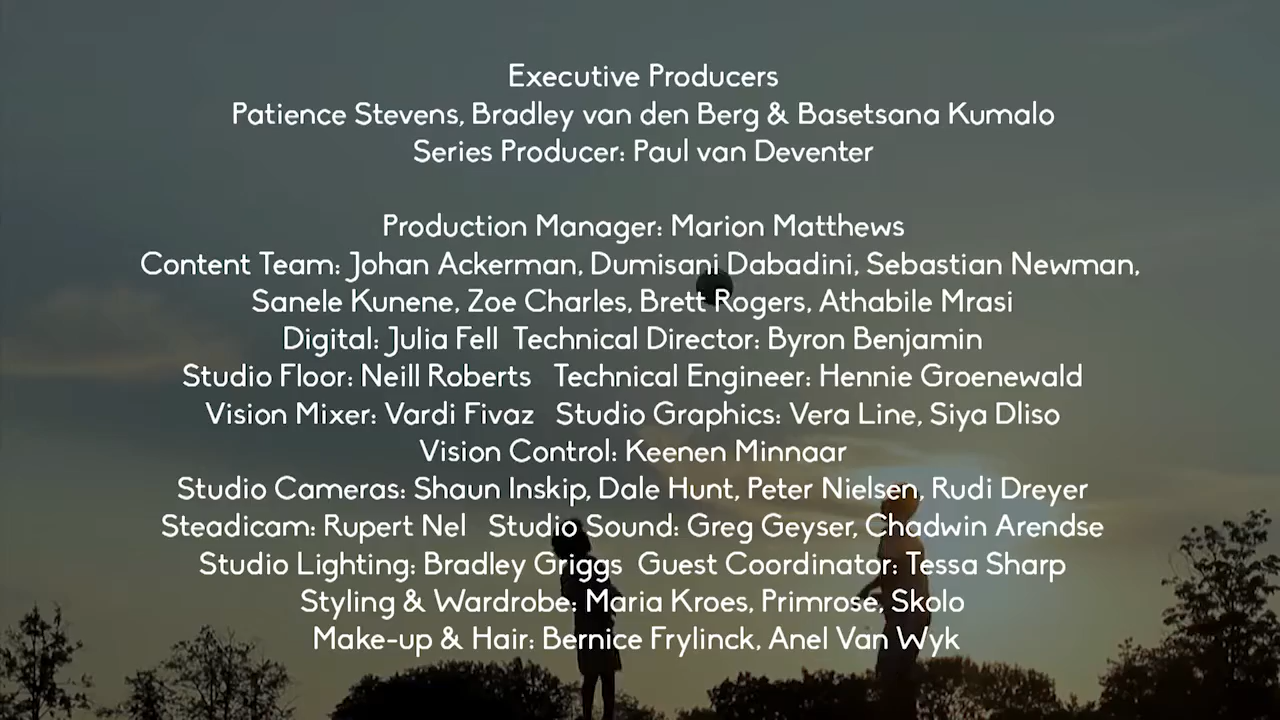 Executive Producers
Patience Stevens, Bradley van den Berg & Basetsana Kumalo
Series Producer: Paul van Deventer
Production Manager: Marion Matthews
Content Team: Johan Ackerman, Dumisani Dabadini, Sebastian Newman,
Sanele Kunene, Zoe Charles, Brett Rogers, Athabile Mrasi
Digital: Julia Fell Technical Director: Byron Benjamin
Studio Floor: Neill Roberts Technical Engineer: Hennie Groenewald
Vision Mixer: Vardi Fivaz Studio Graphics: Vera Line, Siya Dliso
Vision Control: Keenen Minnaar
Studio Cameras: Shaun Inskip, Dale Hunt, Peter Nielsen, Rudi Dreyer
Steadicam: Rupert Nel Studio Sound: Greg Geyser, Chadwin Arendse
Studio Lighting: Bradley Griggs Guest Coordinator: Tessa Sharp
Styling & Wardrobe: Maria Kroes, Primrose, Skolo
Make-up & Hair: Bernice Frylinck, Anel Van Wyk